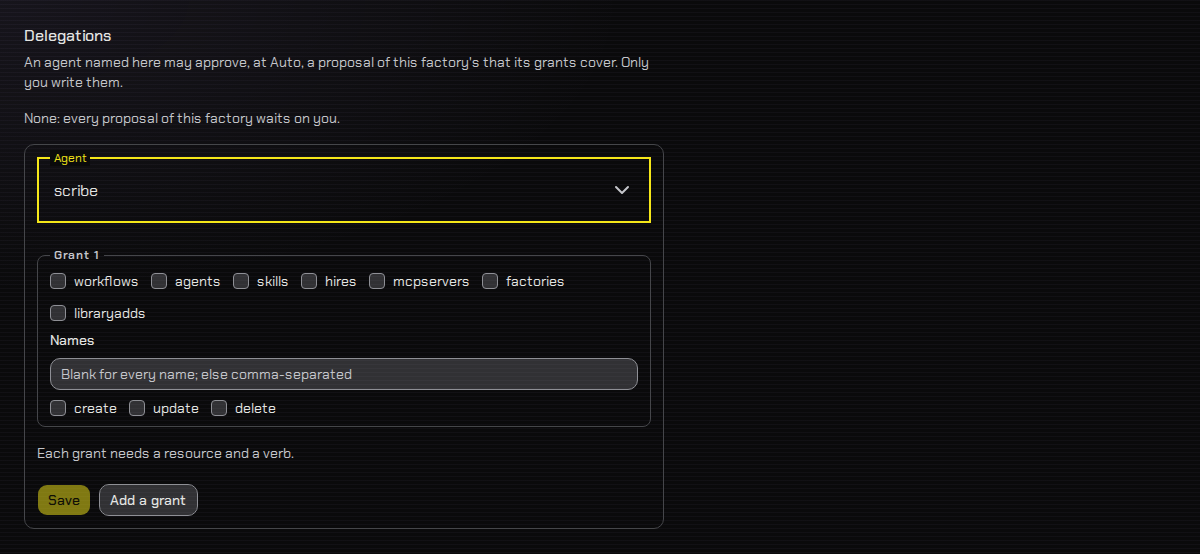 Delegations
An agent named here may approve, at Auto, a proposal of this factory's that its grants cover. Only
you write them.
None: every proposal of this factory waits on you.
Agent
scribe
Grant 1
workflows agents skills hires mcpservers factories
libraryadds
Names
Blank for every name; else comma-separated
create update delete
Each grant needs a resource and a verb.
Save Add a grant